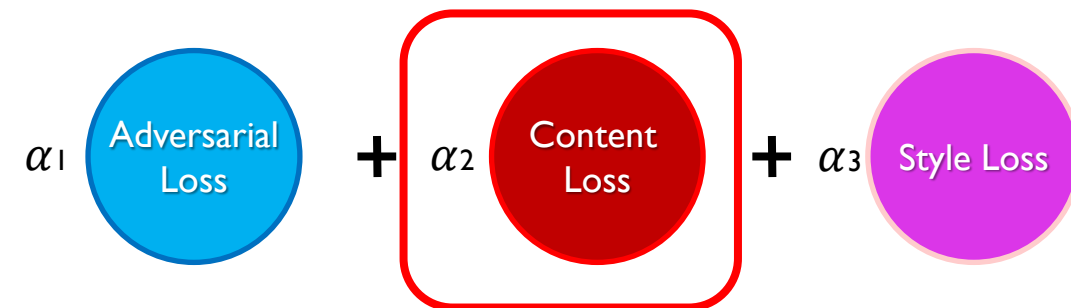 α1 Adversarial Loss + α2 Content Loss + α3 Style Loss